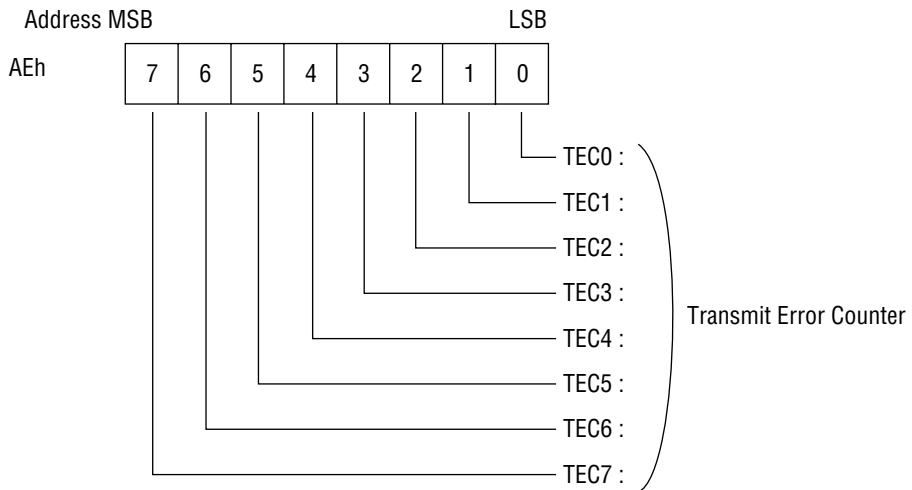 Address MSB LSB
AEh 7 6 5 4 3 2 1 0
TEC0 :
TEC1 :
TEC2 :
TEC3 :
Transmit Error Counter
TEC4 :
TEC5 :
TEC6 :
TEC7 :